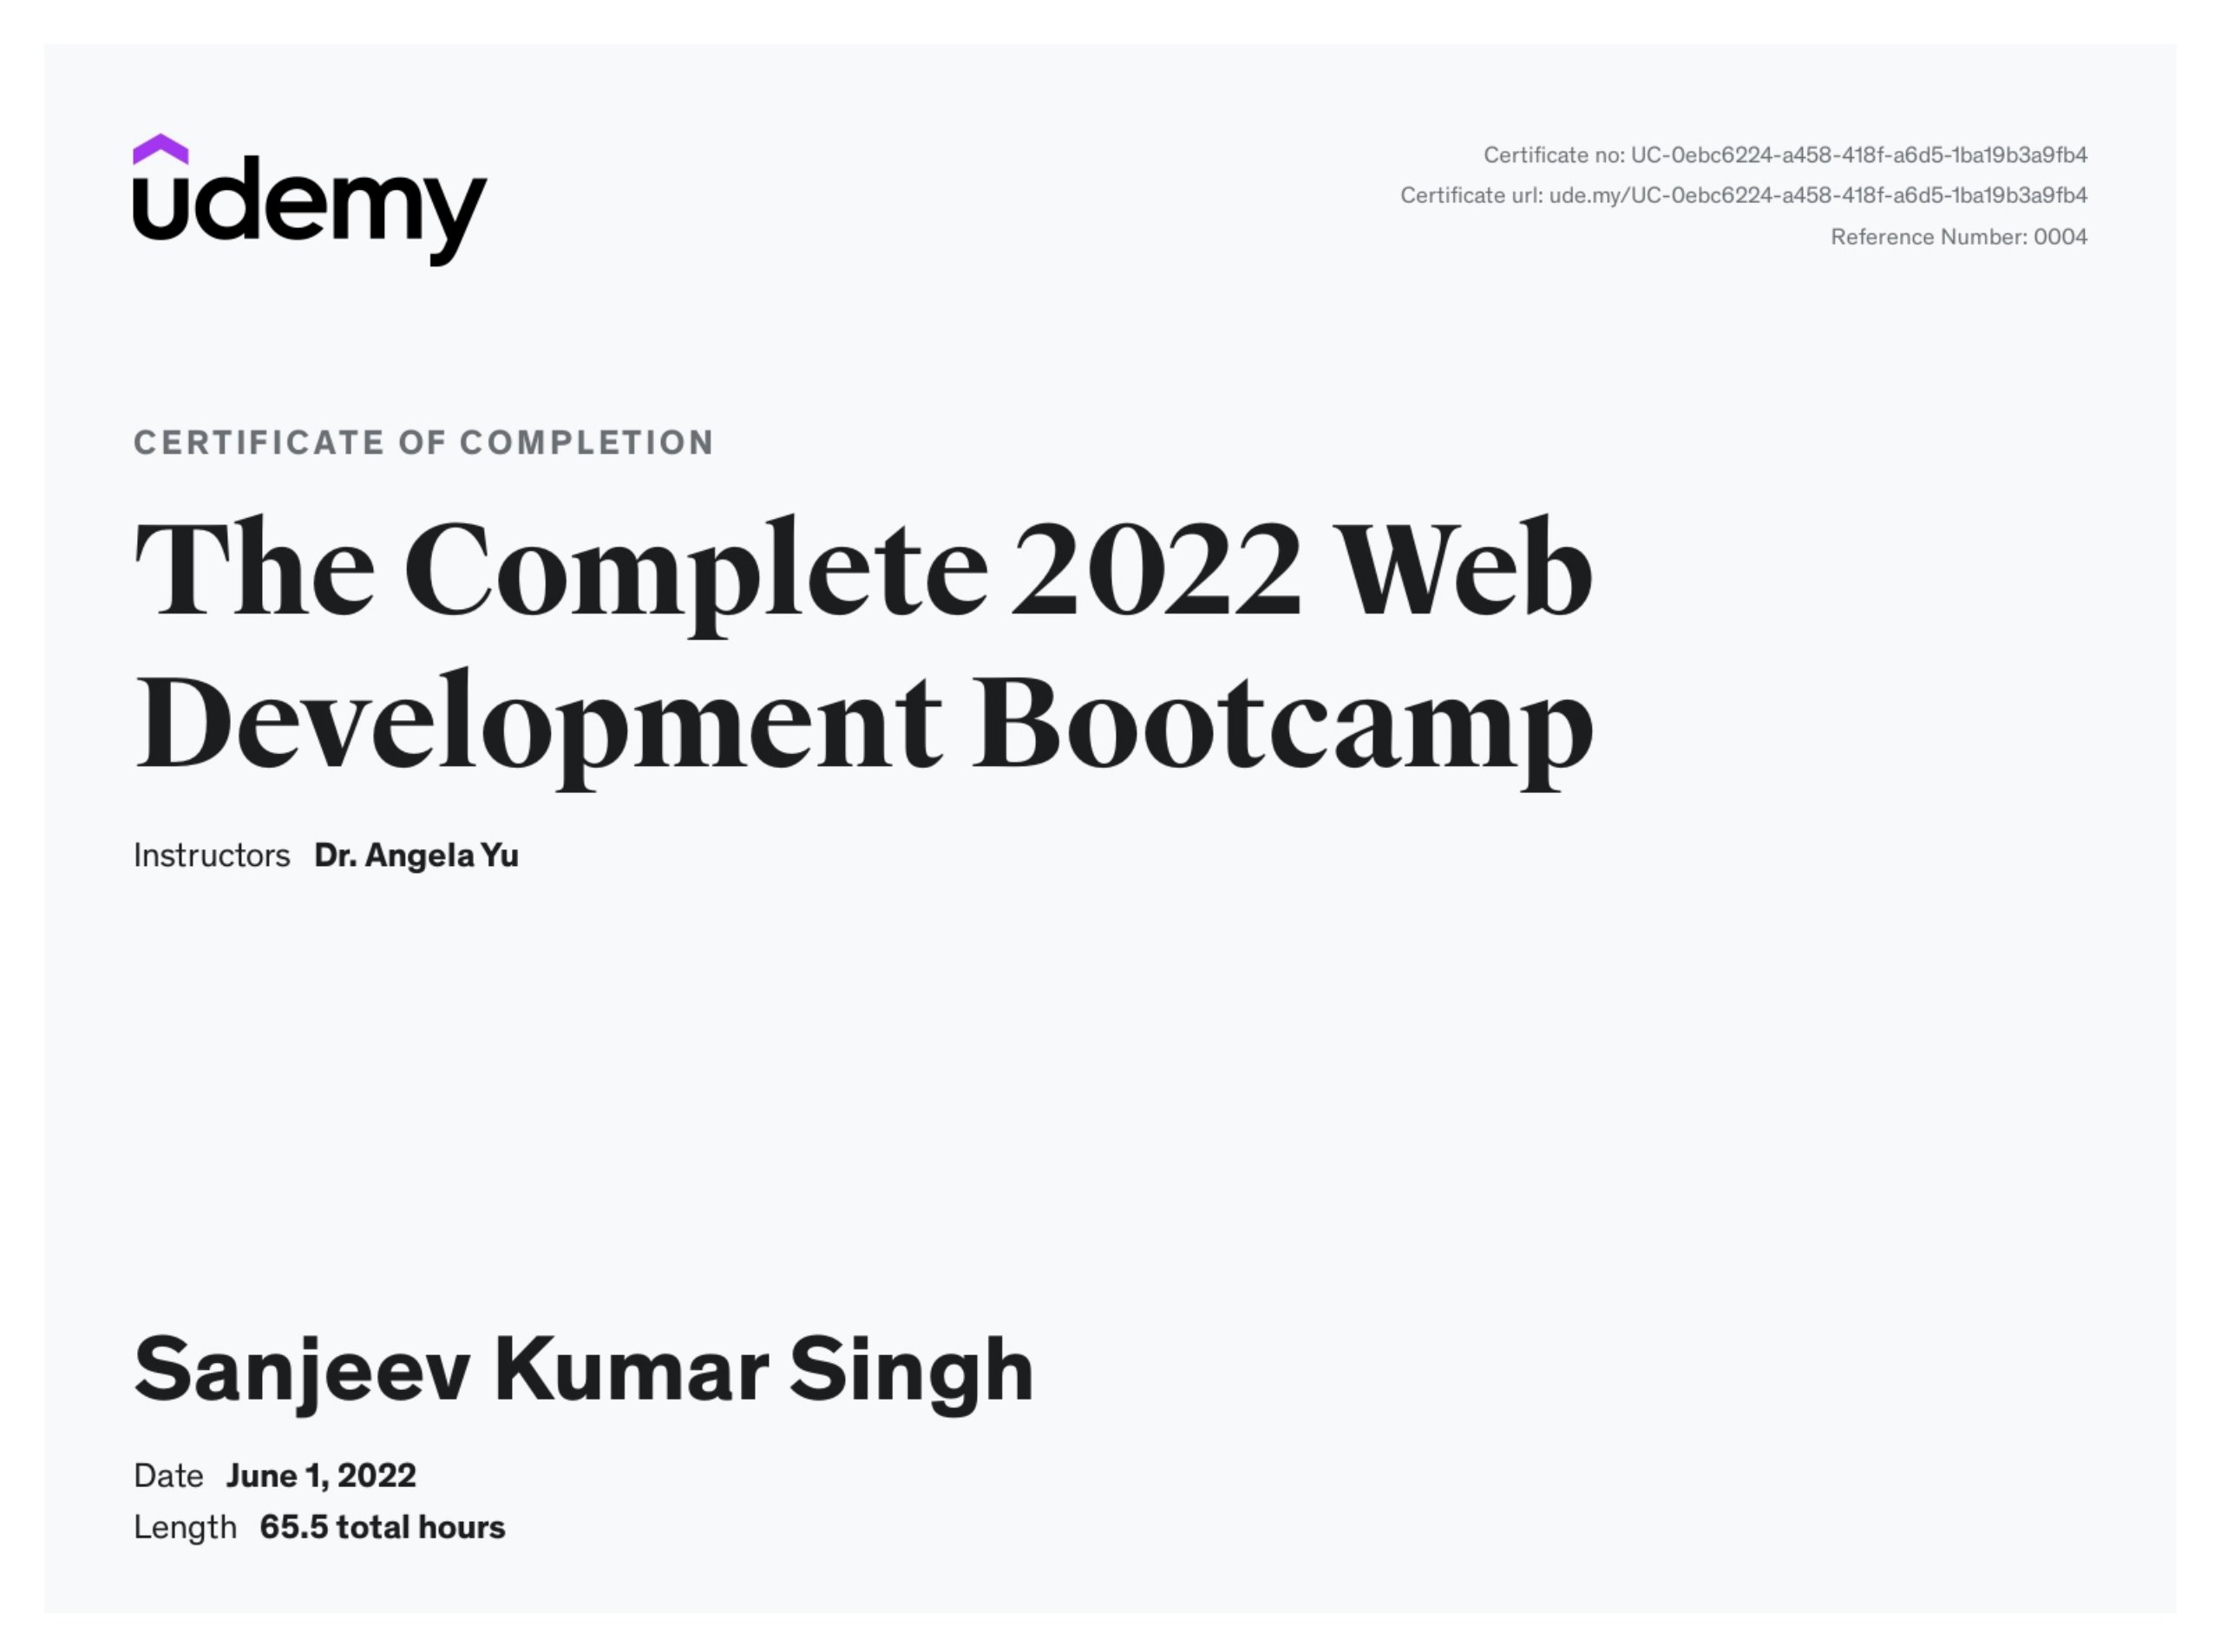 udemy
Certificate no: UC-0ebc6224-a458-418f-a6d5-1ba19b3a9fb4
Certificate url: ude.my/UC-0ebc6224-a458-418f-a6d5-1ba19b3a9fb4
Reference Number: 0004
CERTIFICATE OF COMPLETION
The Complete 2022 Web
Development Bootcamp
Instructors Dr. Angela Yu
Sanjeev Kumar Singh
Date June 1, 2022
Length 65.5 total hours